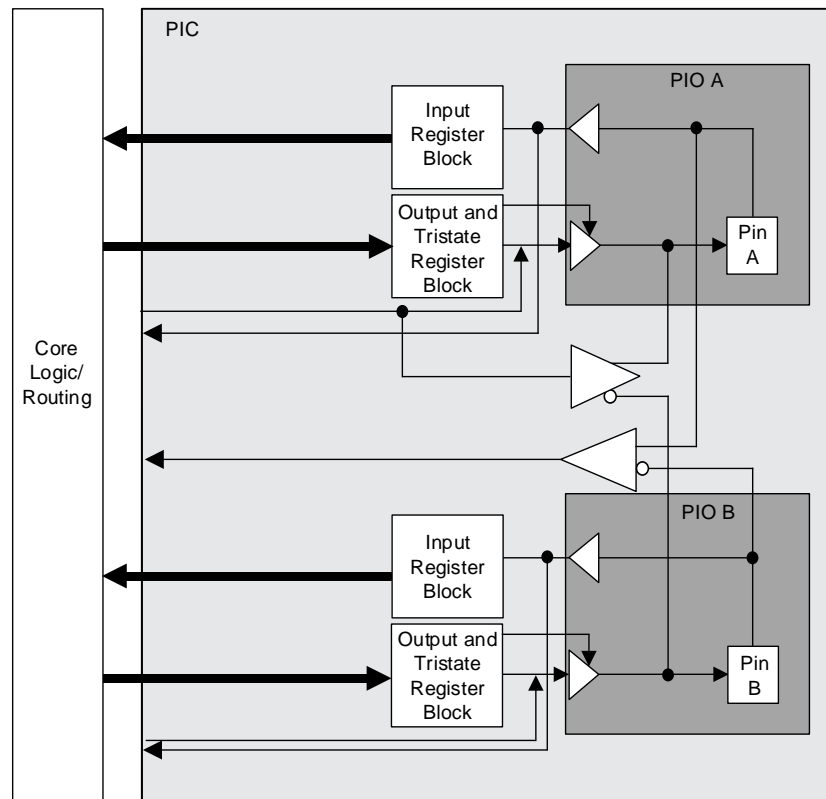 PIC
PIO A
Input
Register
Block
Output and
Tristate
Register
Block
Pin
A
Core
Logic/
Routing
PIO B
Input
Register
Block
Output and
Tristate
Register
Block
Pin
B